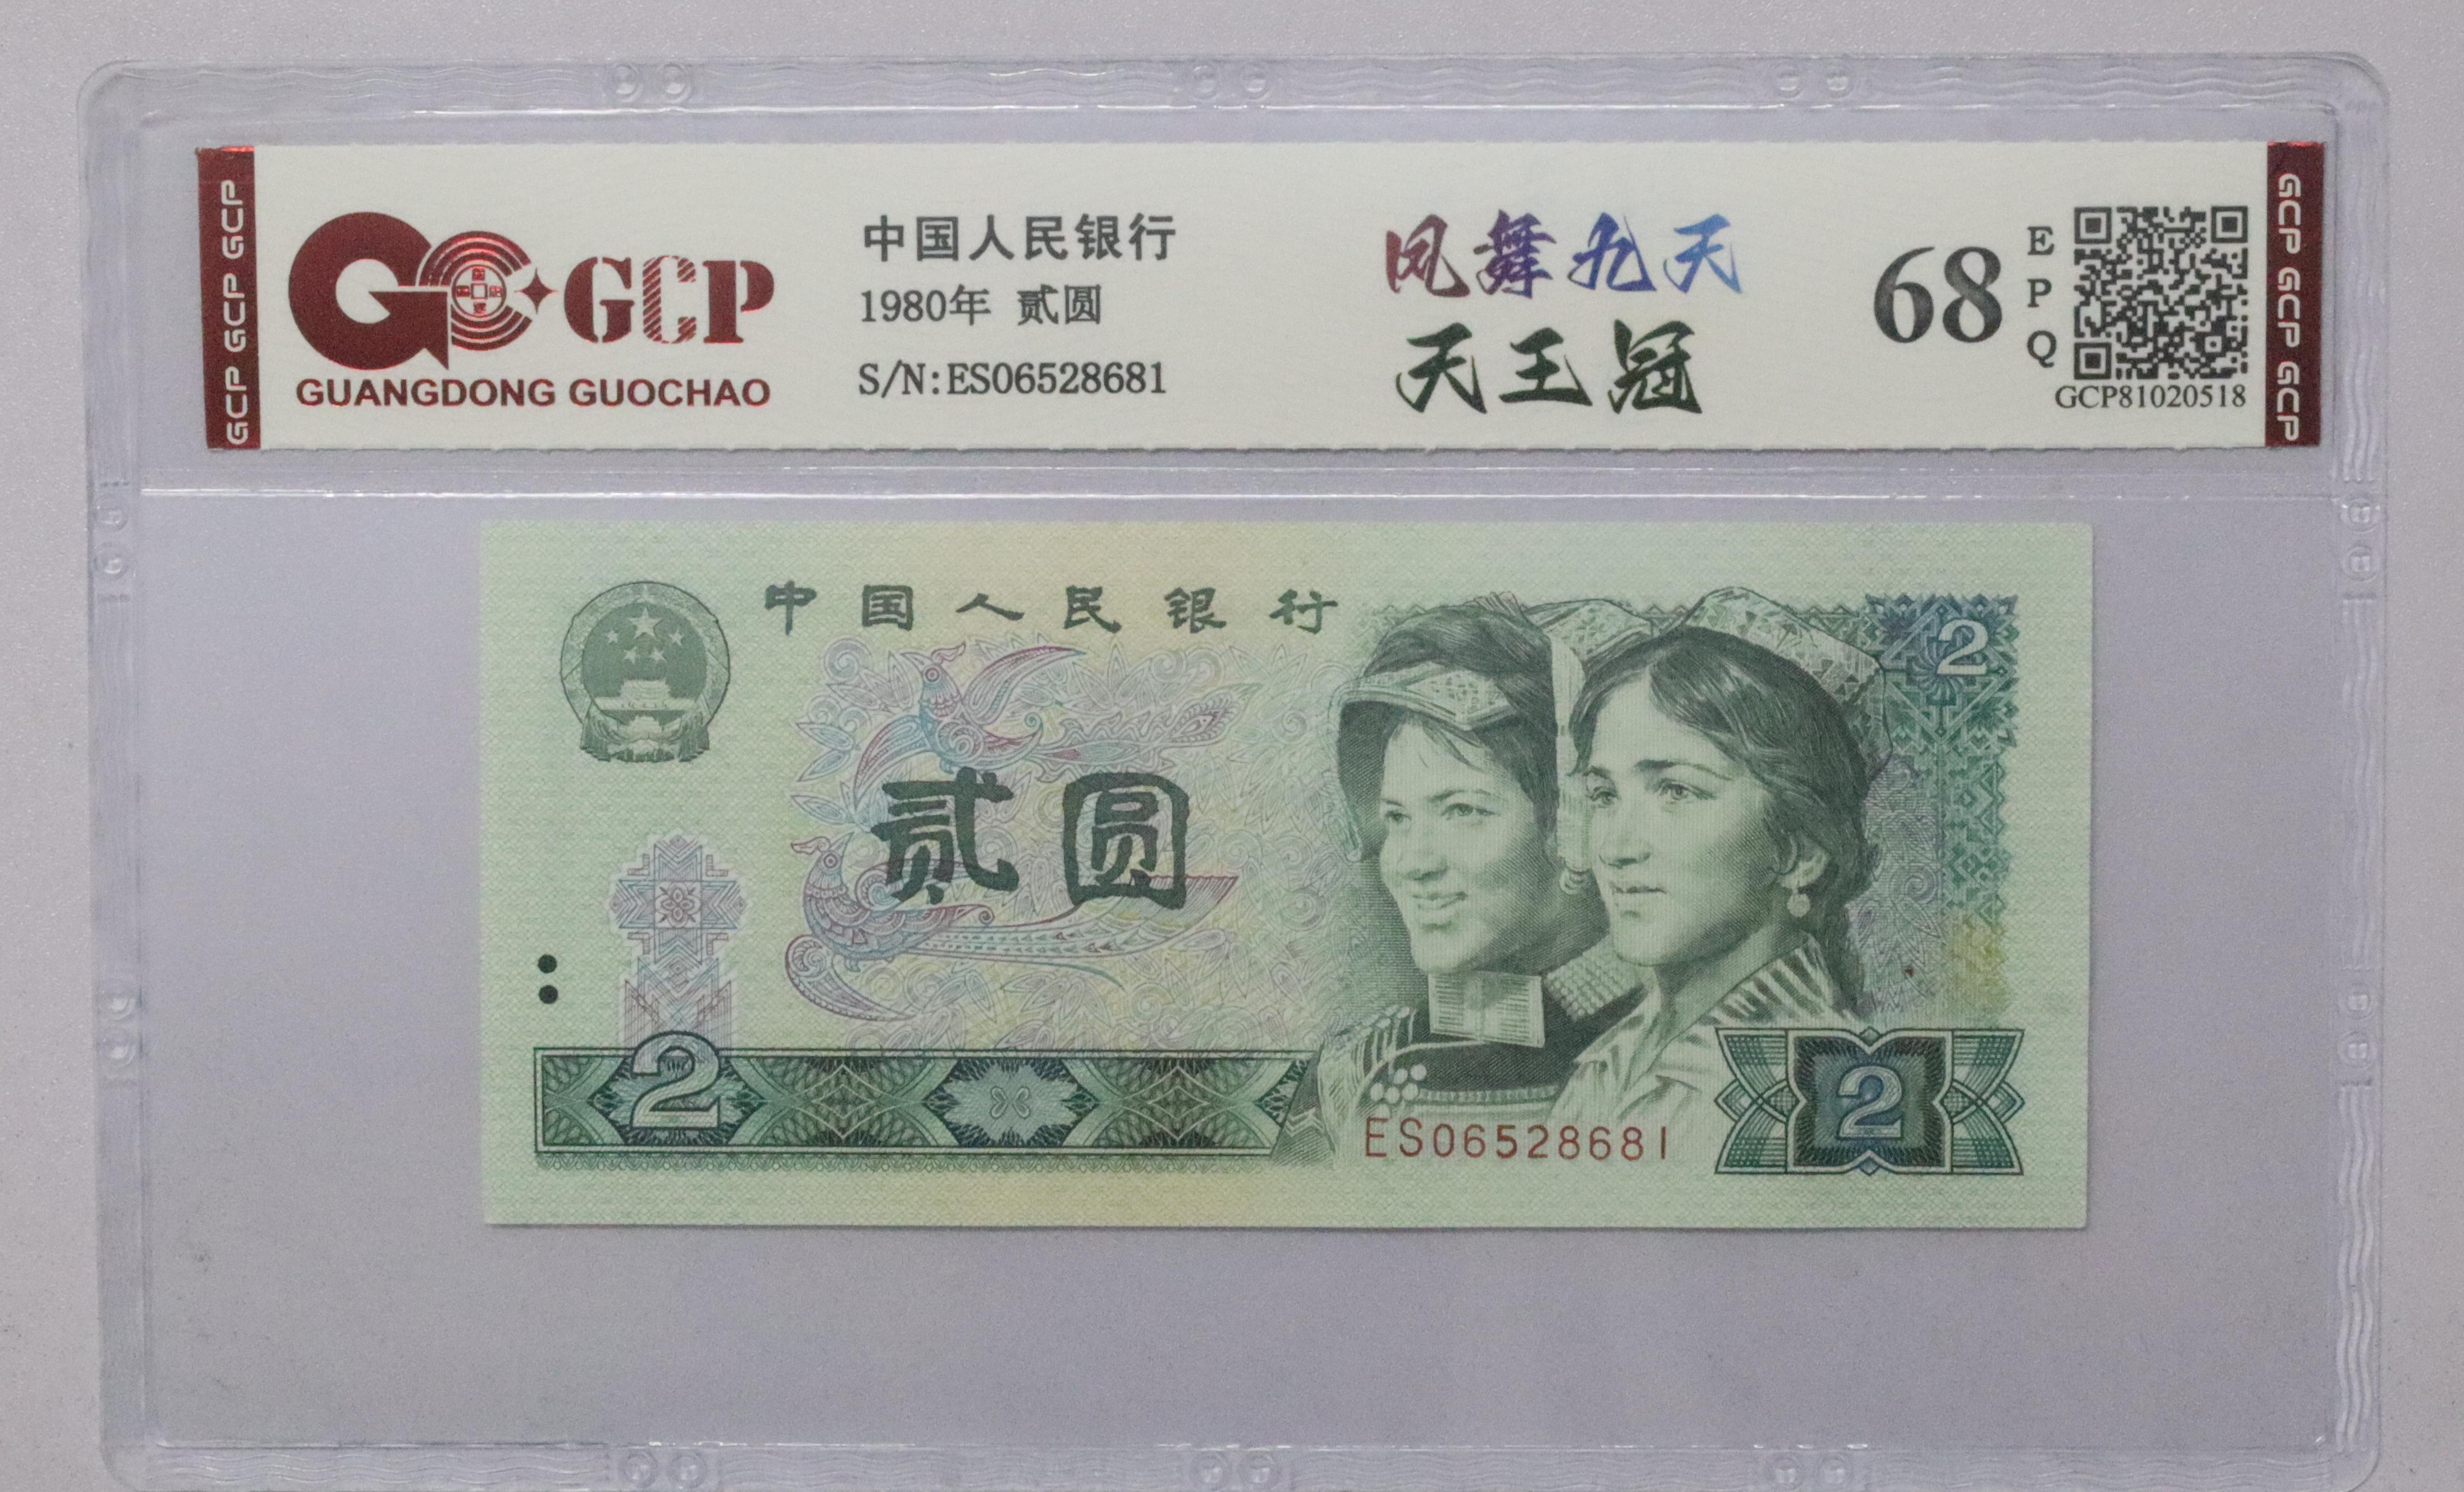 GCP GCP GCP
GCP
GUANGDONG GUOCHAO
中国人民银行
1980年 贰圆
S/N:ES06528681
凤舞九天
天王冠
68
EPQ
GCP81020518
GCP GCP GCP
中国人民银行
2
贰圆
2
ES06528681
2